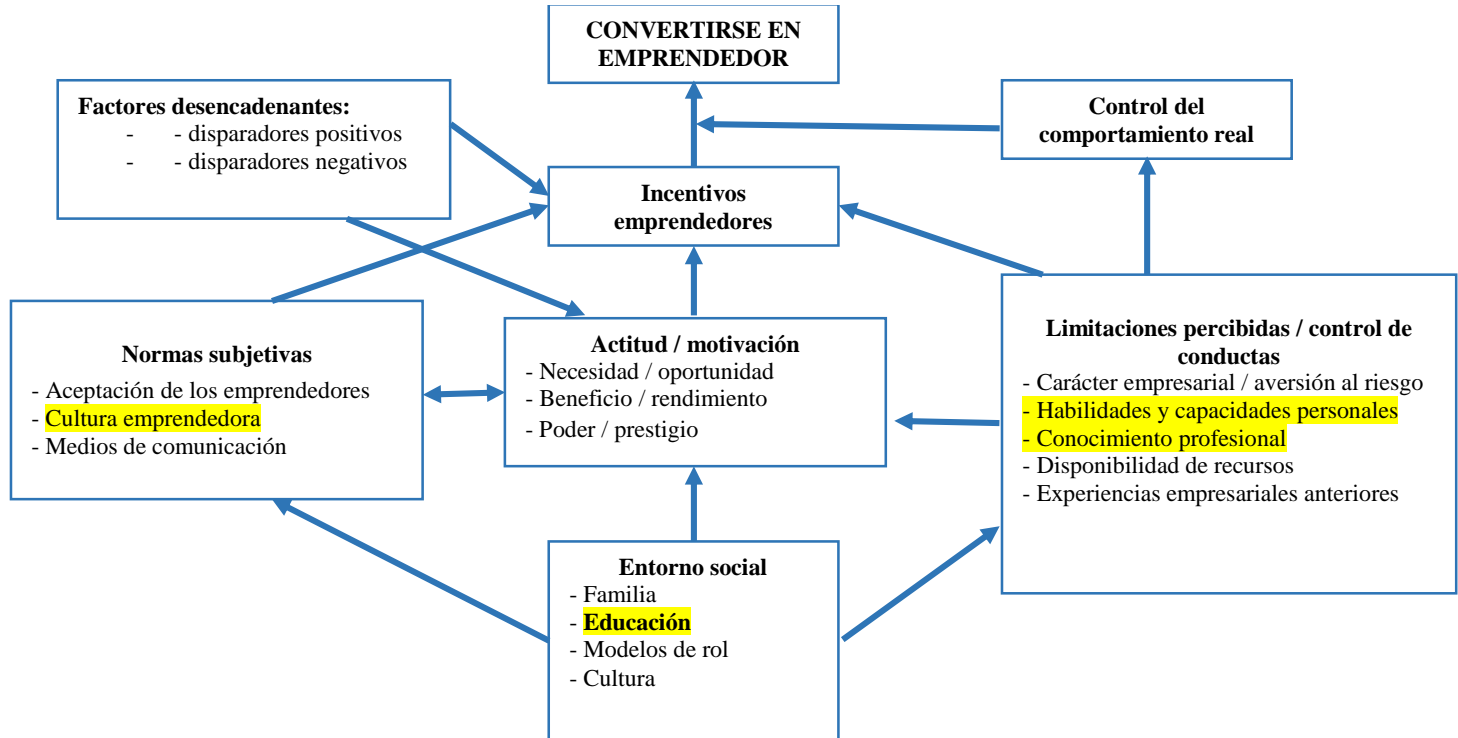 CONVERTIRSE EN
EMPRENDEDOR
Factores desencadenantes:
- - disparadores positivos
- - disparadores negativos
Control del
comportamiento real
Incentivos
emprendedores
Normas subjetivas
- Aceptación de los emprendedores
- Cultura emprendedora
- Medios de comunicación
Actitud / motivación
- Necesidad / oportunidad
- Beneficio / rendimiento
- Poder / prestigio
Limitaciones percibidas / control de
conductas
- Carácter empresarial / aversión al riesgo
- Habilidades y capacidades personales
- Conocimiento profesional
- Disponibilidad de recursos
- Experiencias empresariales anteriores
Entorno social
- Familia
- Educación
- Modelos de rol
- Cultura